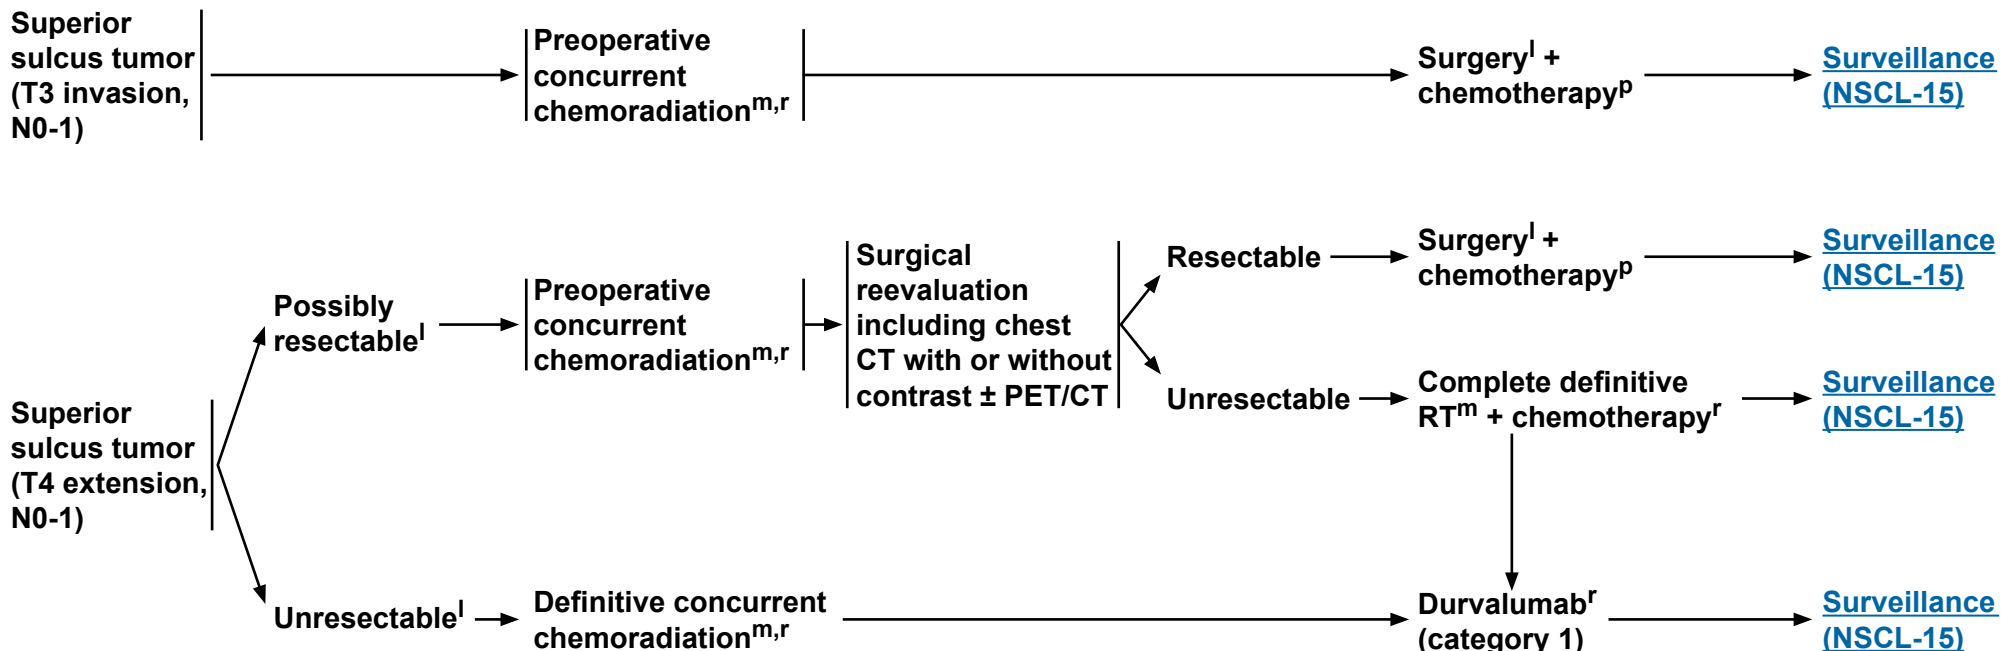 Superior
sulcus tumor
(T3 invasion,
N0-1)
Preoperative
concurrent
chemoradiationm,r
Surgeryl +
chemotherapyp
Surveillance
(NSCL-15)
Superior
sulcus tumor
(T4 extension,
N0-1)
Possibly
resectablel
Preoperative
concurrent
chemoradiationm,r
Surgical
reevaluation
including chest
CT with or without
contrast ± PET/CT
Resectable
Surgeryl +
chemotherapyp
Surveillance
(NSCL-15)
Unresectable
Complete definitive
RTm + chemotherapyr
Surveillance
(NSCL-15)
Unresectablel
Definitive concurrent
chemoradiationm,r
Durvalumabr
(category 1)
Surveillance
(NSCL-15)